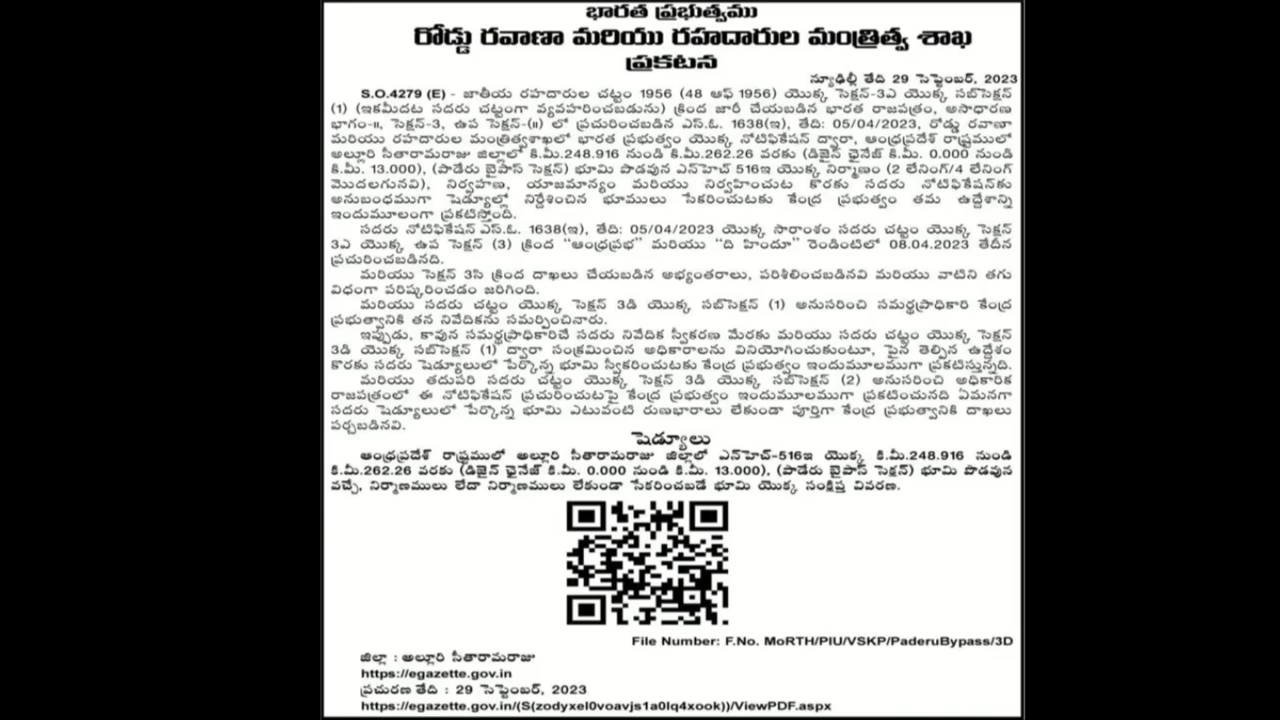 భారత ప్రభుత్వము
రోడ్డు రవాణా మరియు రహదారుల మంత్రిత్వ శాఖ
ప్రకటన
న్యూఢిల్లీ తేది 29 సెప్టెంబర్, 2023
S.O.4279 (E) - జాతీయ రహదారుల చట్టం 1956 (48 ఆఫ్ 1956) యొక్క సెక్షన్-3ఎ యొక్క సబ్‌సెక్షన్
(1) (ఇకమీదట సదరు చట్టంగా వ్యవహరించబడును) క్రింద జారీ చేయబడిన భారత రాజపత్రం, అసాధారణ
భాగం-II, సెక్షన్-3, ఉప సెక్షన్-(II) లో ప్రచురించబడిన ఎస్.ఓ. 1638(ఇ), తేది: 05/04/2023, రోడ్డు రవాణా
మరియు రహదారుల మంత్రిత్వశాఖలో భారత ప్రభుత్వం యొక్క నోటిఫికేషన్ ద్వారా, ఆంధ్రప్రదేశ్ రాష్ట్రములో
అల్లూరి సీతారామరాజు జిల్లాలో కి.మీ.248.916 నుండి కి.మీ.262.26 వరకు (డిజైన్ ఛైనేజ్ కి.మీ. 0.000 నుండి
కి.మీ. 13.000), (పాడేరు బైపాస్ సెక్షన్) భూమి పొడవున ఎన్‌హెచ్ 516ఇ యొక్క నిర్మాణం (2 లేనింగ్/4 లేనింగ్
మొదలగునవి), నిర్వహణ, యాజమాన్యం మరియు నిర్వహించుట కొరకు సదరు నోటిఫికేషన్‌కు
అనుబంధముగా షెడ్యూల్లో నిర్దేశించిన భూములు సేకరించుటకు కేంద్ర ప్రభుత్వం తమ ఉద్దేశాన్ని
ఇందుమూలంగా ప్రకటిస్తోంది.
సదరు నోటిఫికేషన్ ఎస్.ఓ. 1638(ఇ), తేది: 05/04/2023 యొక్క సారాంశం సదరు చట్టం యొక్క సెక్షన్
3ఎ యొక్క ఉప సెక్షన్ (3) క్రింద “ఆంధ్రప్రభ” మరియు “ది హిందూ” రెండింటిలో 08.04.2023 తేదీన
ప్రచురించబడినది.
మరియు సెక్షన్ 3సి క్రింద దాఖలు చేయబడిన అభ్యంతరాలు, పరిశీలించబడినవి మరియు వాటిని తగు
విధంగా పరిష్కరించడం జరిగింది.
మరియు సదరు చట్టం యొక్క సెక్షన్ 3డి యొక్క సబ్‌సెక్షన్ (1) అనుసరించి సమర్థప్రాధికారి కేంద్ర
ప్రభుత్వానికి తన నివేదికను సమర్పించినారు.
ఇప్పుడు, కావున సమర్థప్రాధికారిచే సదరు నివేదిక స్వీకరణ మేరకు మరియు సదరు చట్టం యొక్క సెక్షన్
3డి యొక్క సబ్‌సెక్షన్ (1) ద్వారా సంక్రమించిన అధికారాలను వినియోగించుకుంటూ, పైన తెల్పిన ఉద్దేశం
కొరకు సదరు షెడ్యూలులో పేర్కొన్న భూమి స్వీకరించుటకు కేంద్ర ప్రభుత్వం ఇందుమూలముగా ప్రకటిస్తున్నది.
మరియు తదుపరి సదరు చట్టం యొక్క సెక్షన్ 3డి యొక్క సబ్‌సెక్షన్ (2) అనుసరించి అధికారిక
రాజపత్రంలో ఈ నోటిఫికేషన్ ప్రచురించుటపై కేంద్ర ప్రభుత్వం ఇందుమూలముగా ప్రకటించునది ఏమనగా
సదరు షెడ్యూలులో పేర్కొన్న భూమి ఎటువంటి రుణభారాలు లేకుండా పూర్తిగా కేంద్ర ప్రభుత్వానికి దాఖలు
పర్చబడినవి.
షెడ్యూలు
ఆంధ్రప్రదేశ్ రాష్ట్రములో అల్లూరి సీతారామరాజు జిల్లాలో ఎన్‌హెచ్-516ఇ యొక్క కి.మీ.248.916 నుండి
కి.మీ.262.26 వరకు (డిజైన్ ఛైనేజ్ కి.మీ. 0.000 నుండి కి.మీ. 13.000), (పాడేరు బైపాస్ సెక్షన్) భూమి పొడవున
వచ్చే, నిర్మాణములు లేదా నిర్మాణములు లేకుండా సేకరించబడే భూమి యొక్క సంక్షిప్త వివరణ.
File Number: F.No. MoRTH/PIU/VSKP/PaderuBypass/3D
జిల్లా : అల్లూరి సీతారామరాజు
https://egazette.gov.in
ప్రచురణ తేది : 29 సెప్టెంబర్, 2023
https://egazette.gov.in/(S(zodyxel0voavjs1a0lq4xook))/ViewPDF.aspx